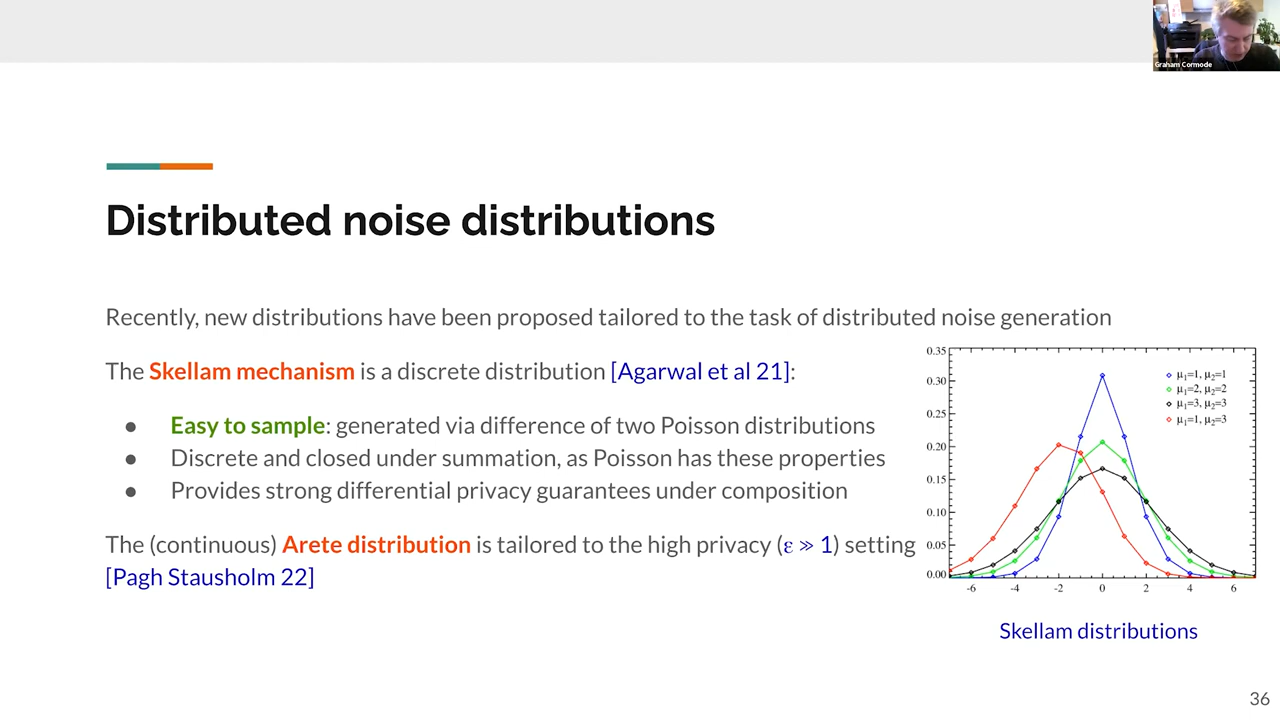 Graham Cormode
Distributed noise distributions
Recently, new distributions have been proposed tailored to the task of distributed noise generation
The Skellam mechanism is a discrete distribution [Agarwal et al 21]:
● Easy to sample: generated via difference of two Poisson distributions
● Discrete and closed under summation, as Poisson has these properties
● Provides strong differential privacy guarantees under composition
The (continuous) Arete distribution is tailored to the high privacy (ε ≫ 1) setting
[Pagh Stausholm 22]
0.35
0.30
0.25
0.20
0.15
0.10
0.05
0.00
-6 -4 -2 0 2 4 6
μ₁=1, μ₂=1
μ₁=2, μ₂=2
μ₁=3, μ₂=3
μ₁=1, μ₂=3
Skellam distributions
36